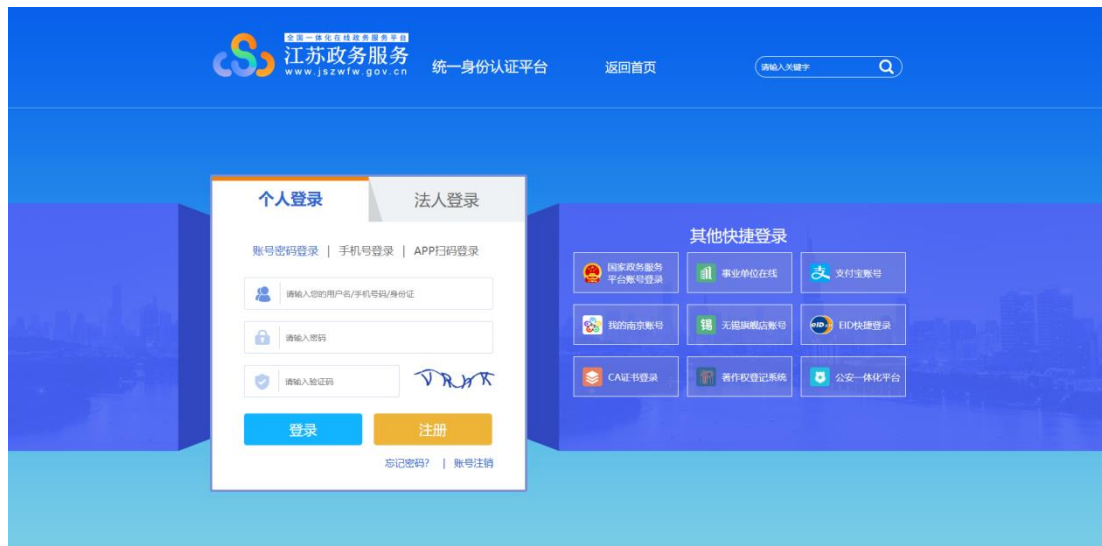 全国一体化在线政务服务平台
江苏政务服务
www.jszwfw.gov.cn
统一身份认证平台
返回首页
请输入关键字
个人登录
法人登录
账号密码登录 | 手机号登录 | APP扫码登录
请输入您的用户名/手机号码/身份证
请输入密码
请输入验证码
登录
注册
忘记密码? | 账号注销
其他快捷登录
国家政务服务
平台账号登录
事业单位在线
支付宝账号
我的南京账号
锡 无锡旗舰店账号
eID EID快捷登录
CA证书登录
著作权登记系统
公安一体化平台